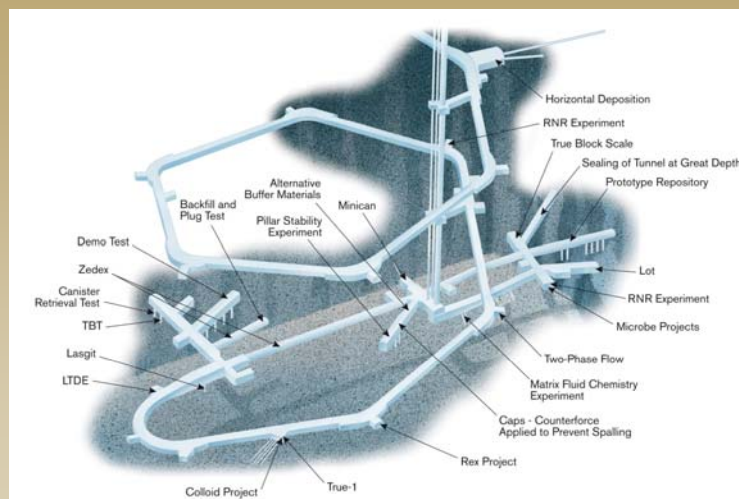 Horizontal Deposition
RNR Experiment
True Block Scale
Sealing of Tunnel at Great Depth
Prototype Repository
Alternative
Buffer Materials
Minican
Backfill and
Plug Test
Pillar Stability
Experiment
Demo Test
Zedex
Canister
Retrieval Test
TBT
Lasgit
LTDE
Lot
RNR Experiment
Microbe Projects
Two-Phase Flow
Matrix Fluid Chemistry
Experiment
Caps - Counterforce
Applied to Prevent Spalling
Rex Project
True-1
Colloid Project